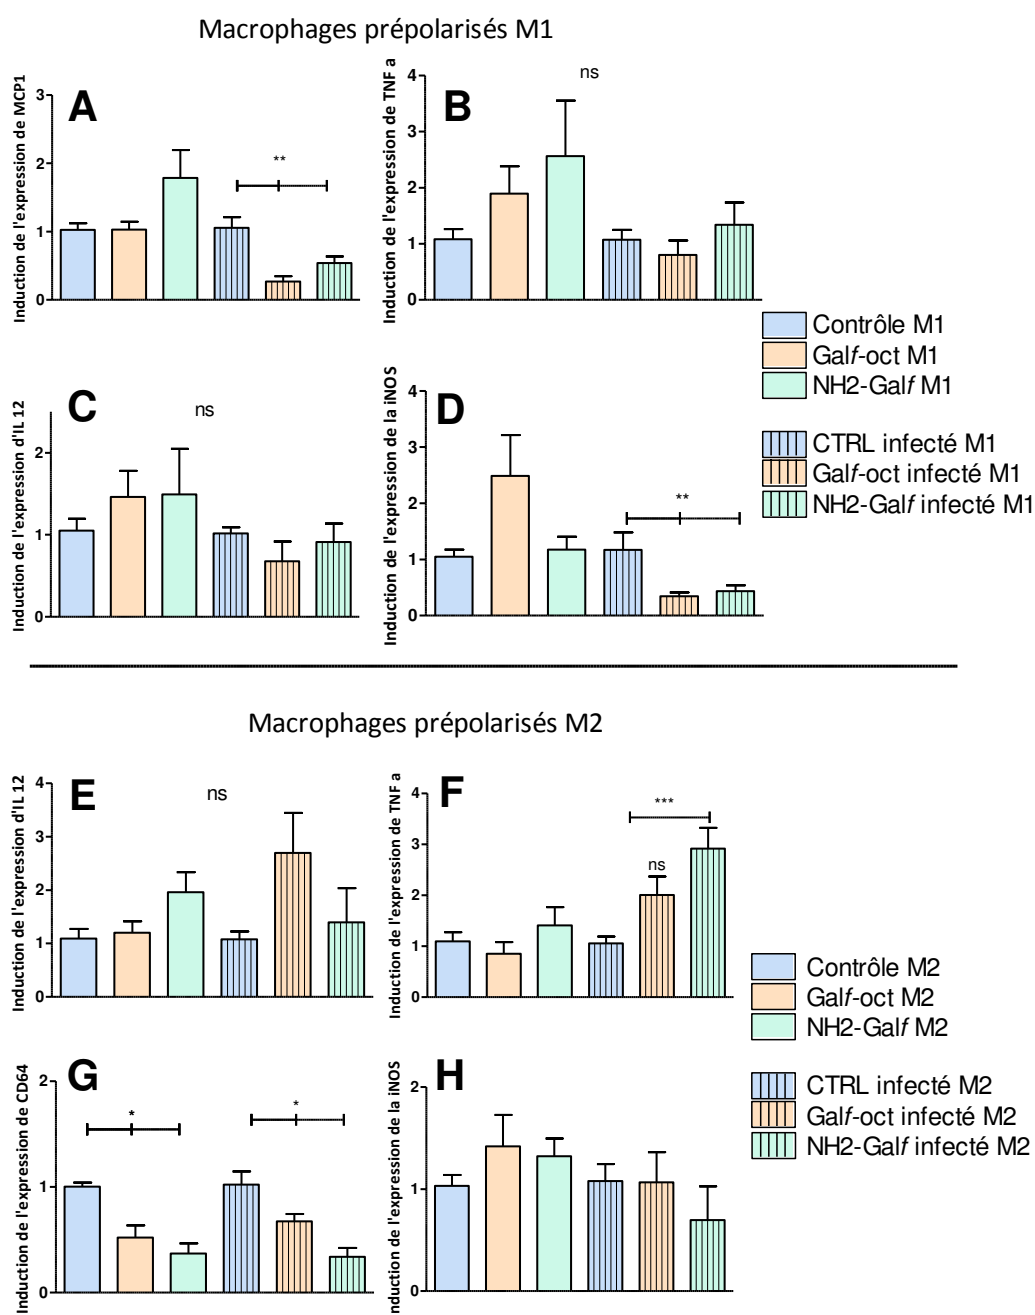 Macrophages prépolarisés M1
Induction de l'expression de MCP1
3
2
1
0
A
**
Induction de l'expression de TNF a
4
3
2
1
0
B
ns
Contrôle M1
Galf-oct M1
NH2-Galf M1
CTRL infecté M1
Galf-oct infecté M1
NH2-Galf infecté M1
Induction de l'expression d'IL 12
2
1
0
C
ns
Induction de l'expression de la iNOS
4
3
2
1
0
D
**
Macrophages prépolarisés M2
Induction de l'expression d'IL 12
4
3
2
1
0
E
ns
Induction de l'expression de TNF a
4
3
2
1
0
F
***
ns
Contrôle M2
Galf-oct M2
NH2-Galf M2
CTRL infecté M2
Galf-oct infecté M2
NH2-Galf infecté M2
Induction de l'expression de CD64
2
1
0
G
*
*
Induction de l'expression de la iNOS
2
1
0
H